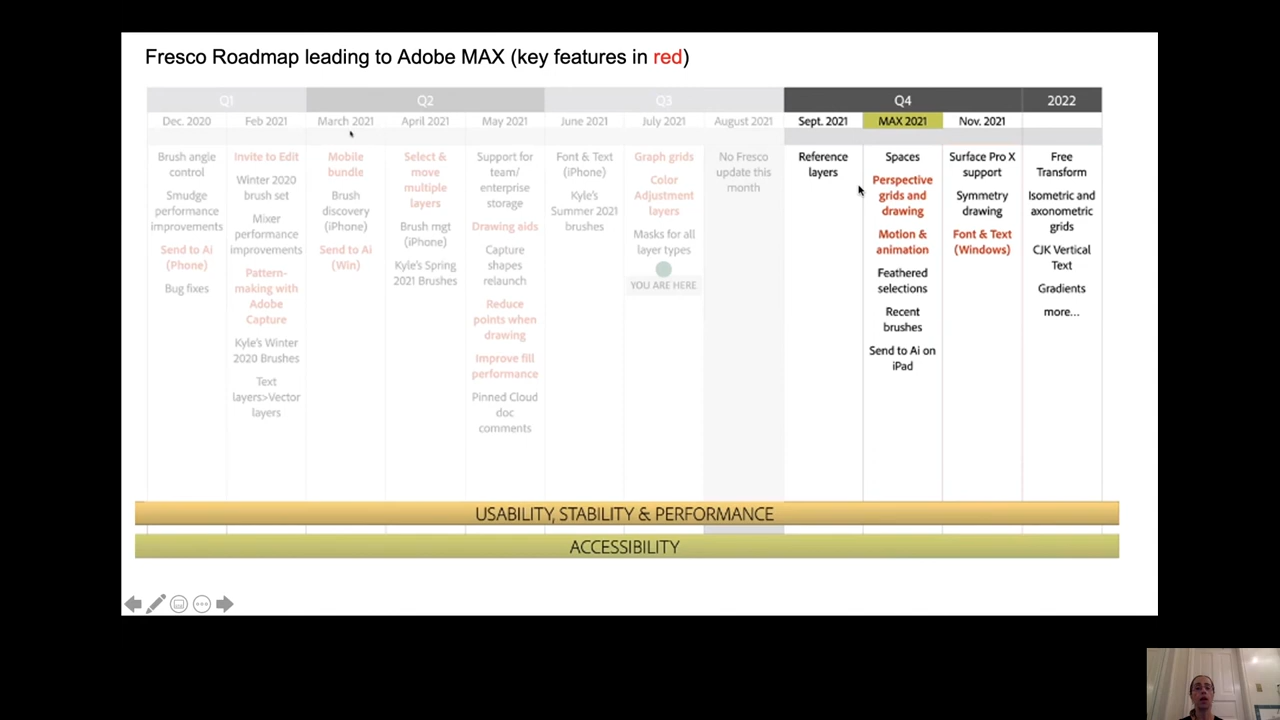 Fresco Roadmap leading to Adobe MAX (key features in red)
Q1
Q2
Q3
Q4
2022
Dec. 2020
Feb 2021
March 2021
April 2021
May 2021
June 2021
July 2021
August 2021
Sept. 2021
MAX 2021
Nov. 2021
Brush angle
control
Smudge
performance
improvements
Send to Ai
(Phone)
Bug fixes
Invite to Edit
Winter 2020
brush set
Mixer
performance
improvements
Pattern-
making with
Adobe
Capture
Kyle's Winter
2020 Brushes
Text
layers>Vector
layers
Mobile
bundle
Brush
discovery
(iPhone)
Send to Ai
(Win)
Select &
move
multiple
layers
Brush mgt
(iPhone)
Kyle's Spring
2021 Brushes
Support for
team/
enterprise
storage
Drawing aids
Capture
shapes
relaunch
Reduce
points when
drawing
Improve fill
performance
Pinned Cloud
doc
comments
Font & Text
(iPhone)
Kyle's
Summer 2021
brushes
Graph grids
Color
Adjustment
layers
Masks for all
layer types
YOU ARE HERE
No Fresco
update this
month
Reference
layers
Spaces
Perspective
grids and
drawing
Motion &
animation
Feathered
selections
Recent
brushes
Send to Ai on
iPad
Surface Pro X
support
Symmetry
drawing
Font & Text
(Windows)
Free
Transform
Isometric and
axonometric
grids
CJK Vertical
Text
Gradients
more...
USABILITY, STABILITY & PERFORMANCE
ACCESSIBILITY